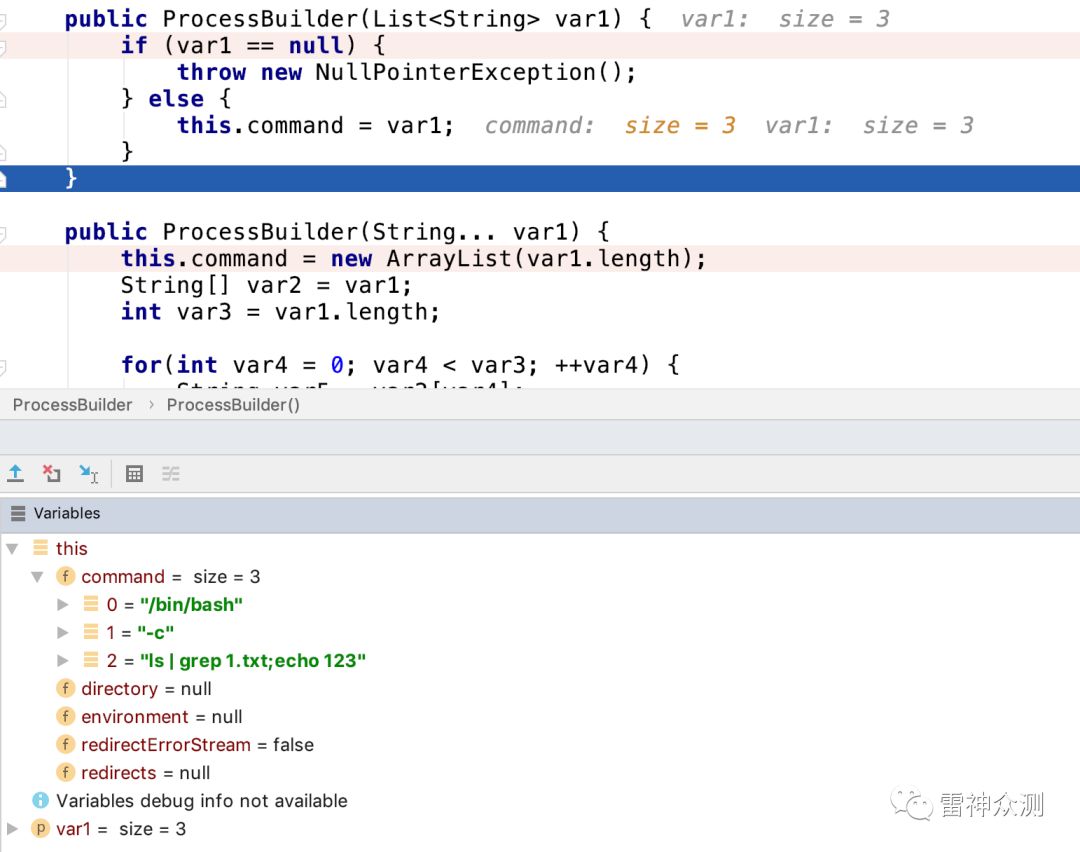 public ProcessBuilder(List<String> var1) {  var1:  size = 3
if (var1 == null) {
throw new NullPointerException();
} else {
this.command = var1;  command:  size = 3  var1:  size = 3
}
}
public ProcessBuilder(String... var1) {
this.command = new ArrayList(var1.length);
String[] var2 = var1;
int var3 = var1.length;
for(int var4 = 0; var4 < var3; ++var4) {
ProcessBuilder › ProcessBuilder()
Variables
this
f command = size = 3
0 = "/bin/bash"
1 = "-c"
2 = "ls | grep 1.txt;echo 123"
f directory = null
f environment = null
f redirectErrorStream = false
f redirects = null
Variables debug info not available
p var1 = size = 3
雷神众测